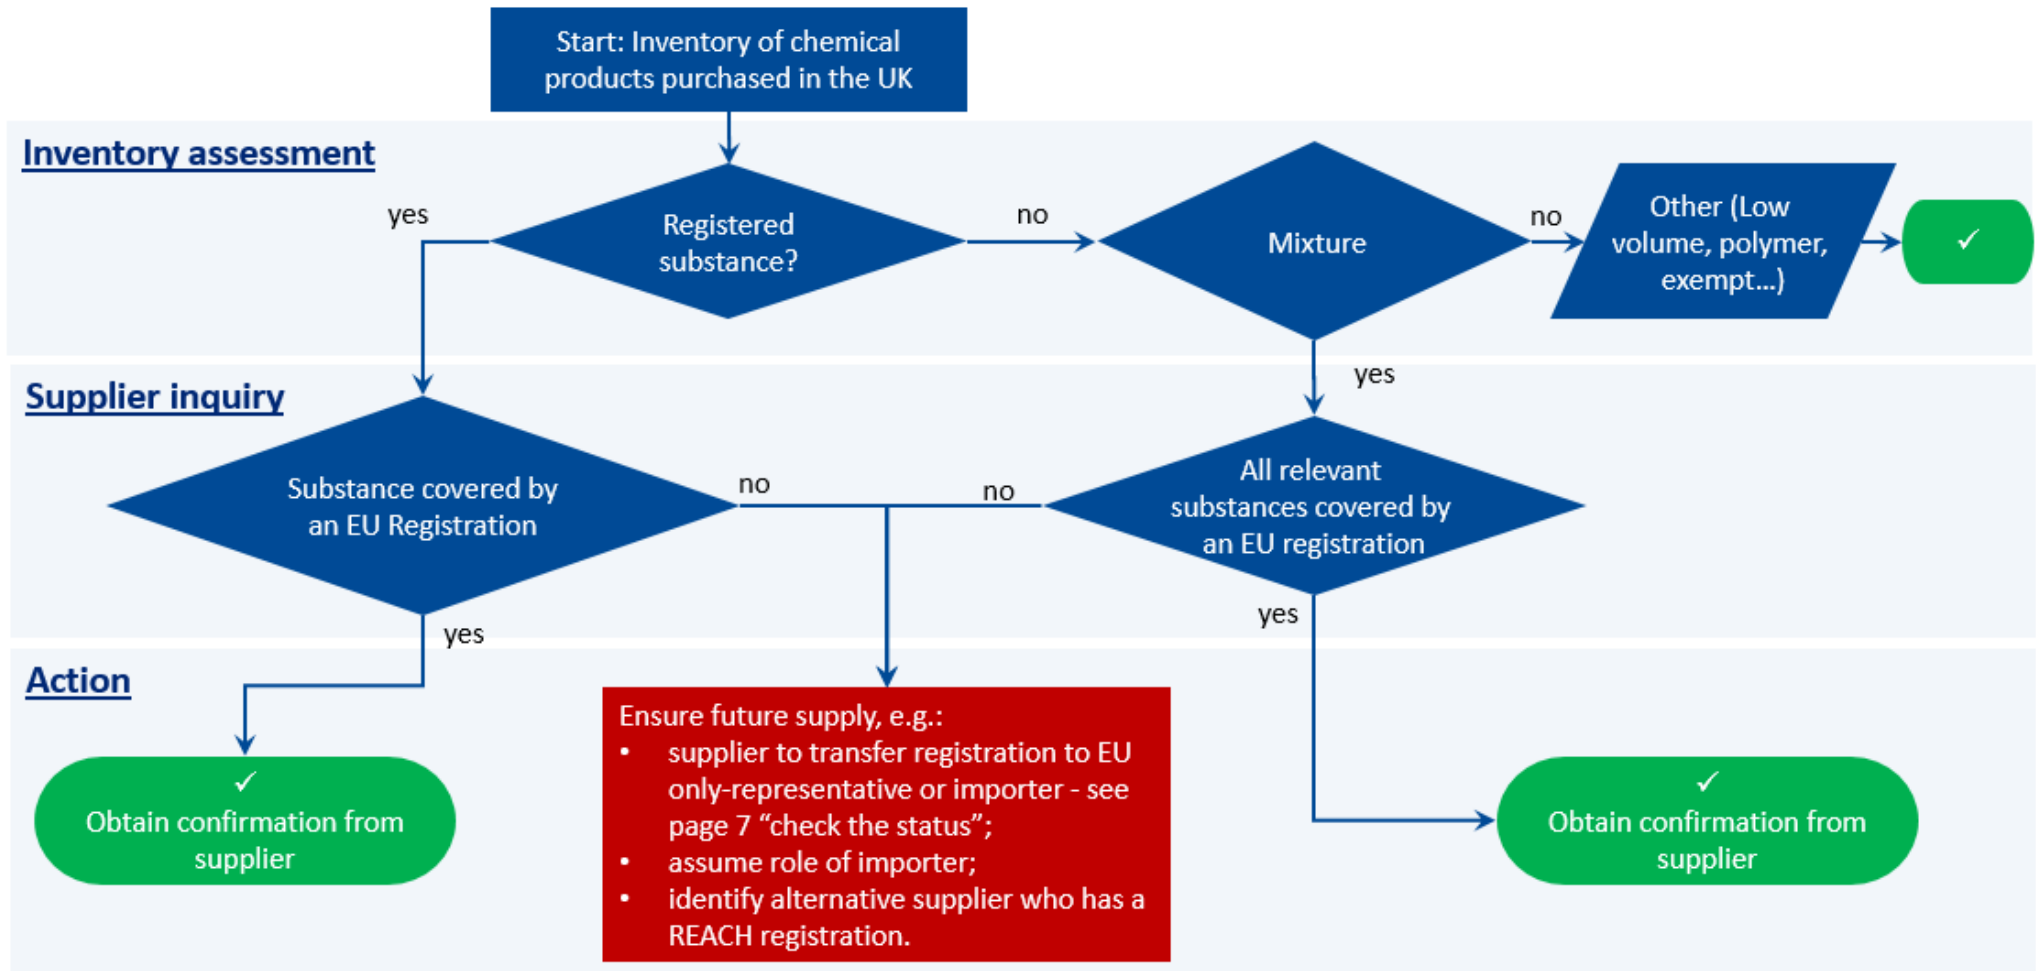 Start: Inventory of chemical
products purchased in the UK
Inventory assessment
yes
Registered
substance?
no
Mixture
no
Other (Low
volume, polymer,
exempt...)
✓
yes
Supplier inquiry
Substance covered by
an EU Registration
no
no
All relevant
substances covered by
an EU registration
yes
yes
Action
✓
Obtain confirmation from
supplier
Ensure future supply, e.g.:
• supplier to transfer registration to EU
only-representative or importer - see
page 7 “check the status”;
• assume role of importer;
• identify alternative supplier who has a
REACH registration.
✓
Obtain confirmation from
supplier